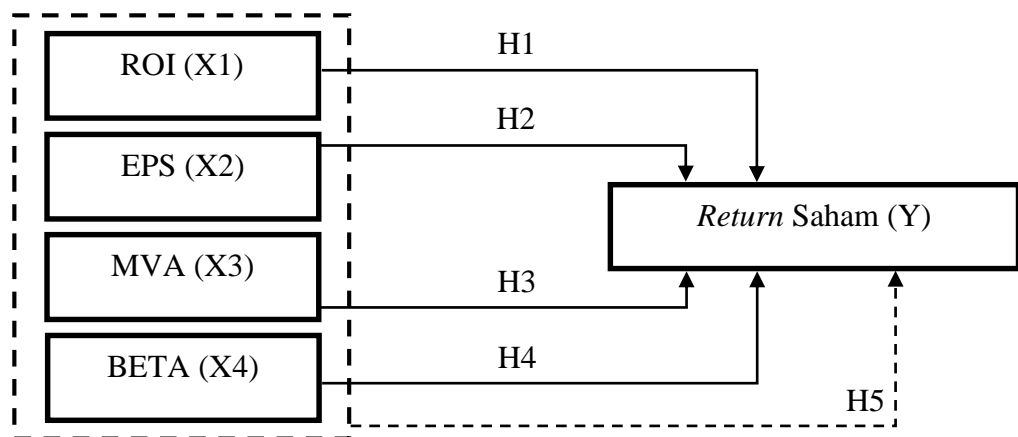 H1
ROI (X1)
H2
EPS (X2)
Return Saham (Y)
MVA (X3)
H3
BETA (X4)
H4
H5